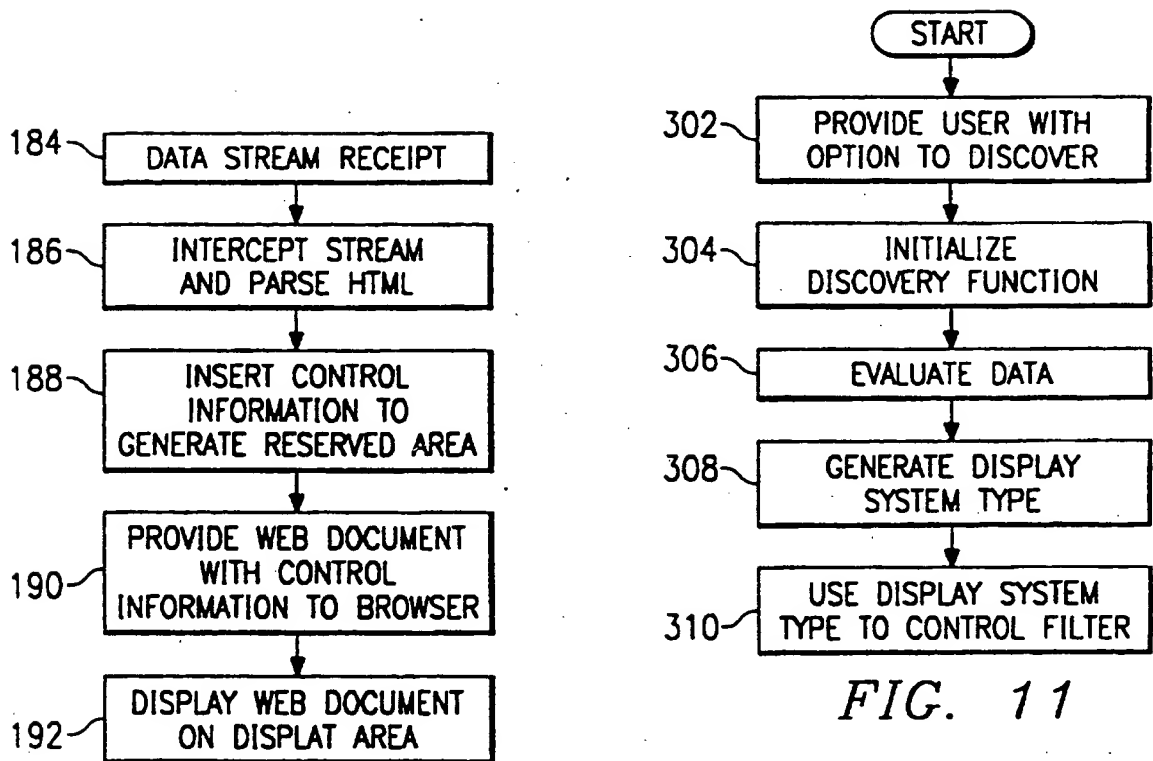 184
DATA STREAM RECEIPT
186
INTERCEPT STREAM
AND PARSE HTML
188
INSERT CONTROL
INFORMATION TO
GENERATE RESERVED AREA
190
PROVIDE WEB DOCUMENT
WITH CONTROL
INFORMATION TO BROWSER
192
DISPLAY WEB DOCUMENT
ON DISPLAT AREA
START
302
PROVIDE USER WITH
OPTION TO DISCOVER
304
INITIALIZE
DISCOVERY FUNCTION
306
EVALUATE DATA
308
GENERATE DISPLAY
SYSTEM TYPE
310
USE DISPLAY SYSTEM
TYPE TO CONTROL FILTER
FIG. 11